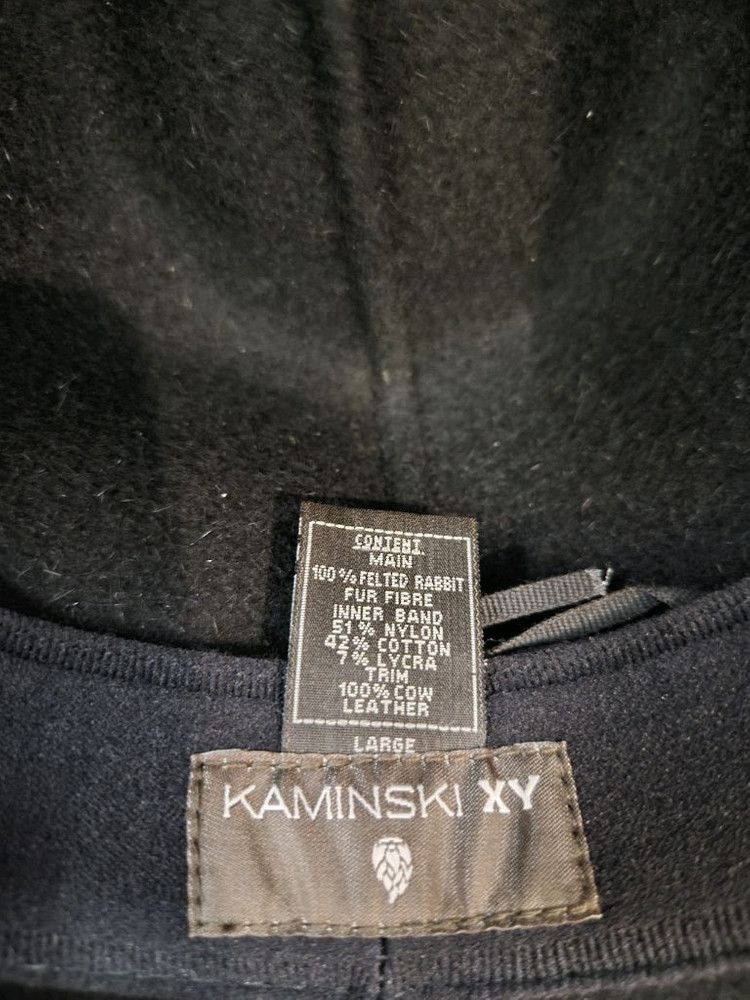 CONTENT
MAIN
100% FELTED RABBIT
FUR FIBRE
INNER BAND
51% NYLON
42% COTTON
7% LYCRA
TRIM
100% COW
LEATHER
LARGE
KAMINSKI XY